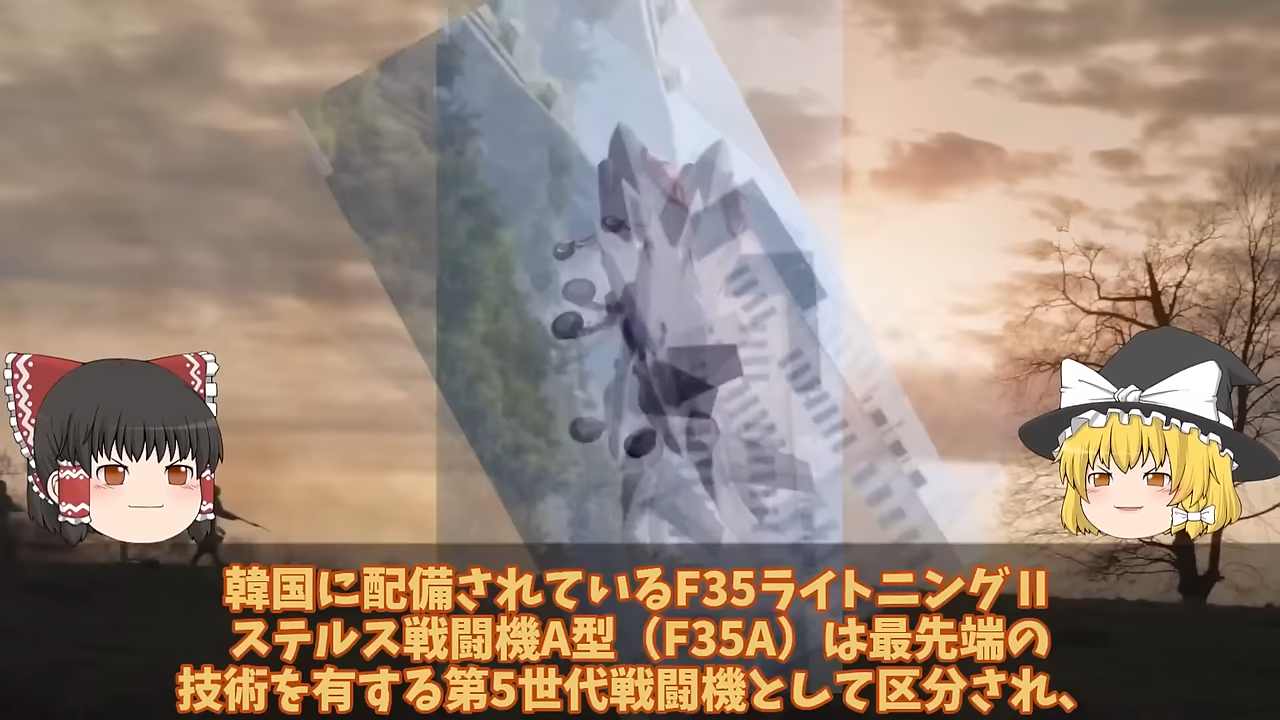 韓国に配備されているF35ライトニングⅡ
ステルス戦闘機A型（F35A）は最先端の
技術を有する第5世代戦闘機として区分され、